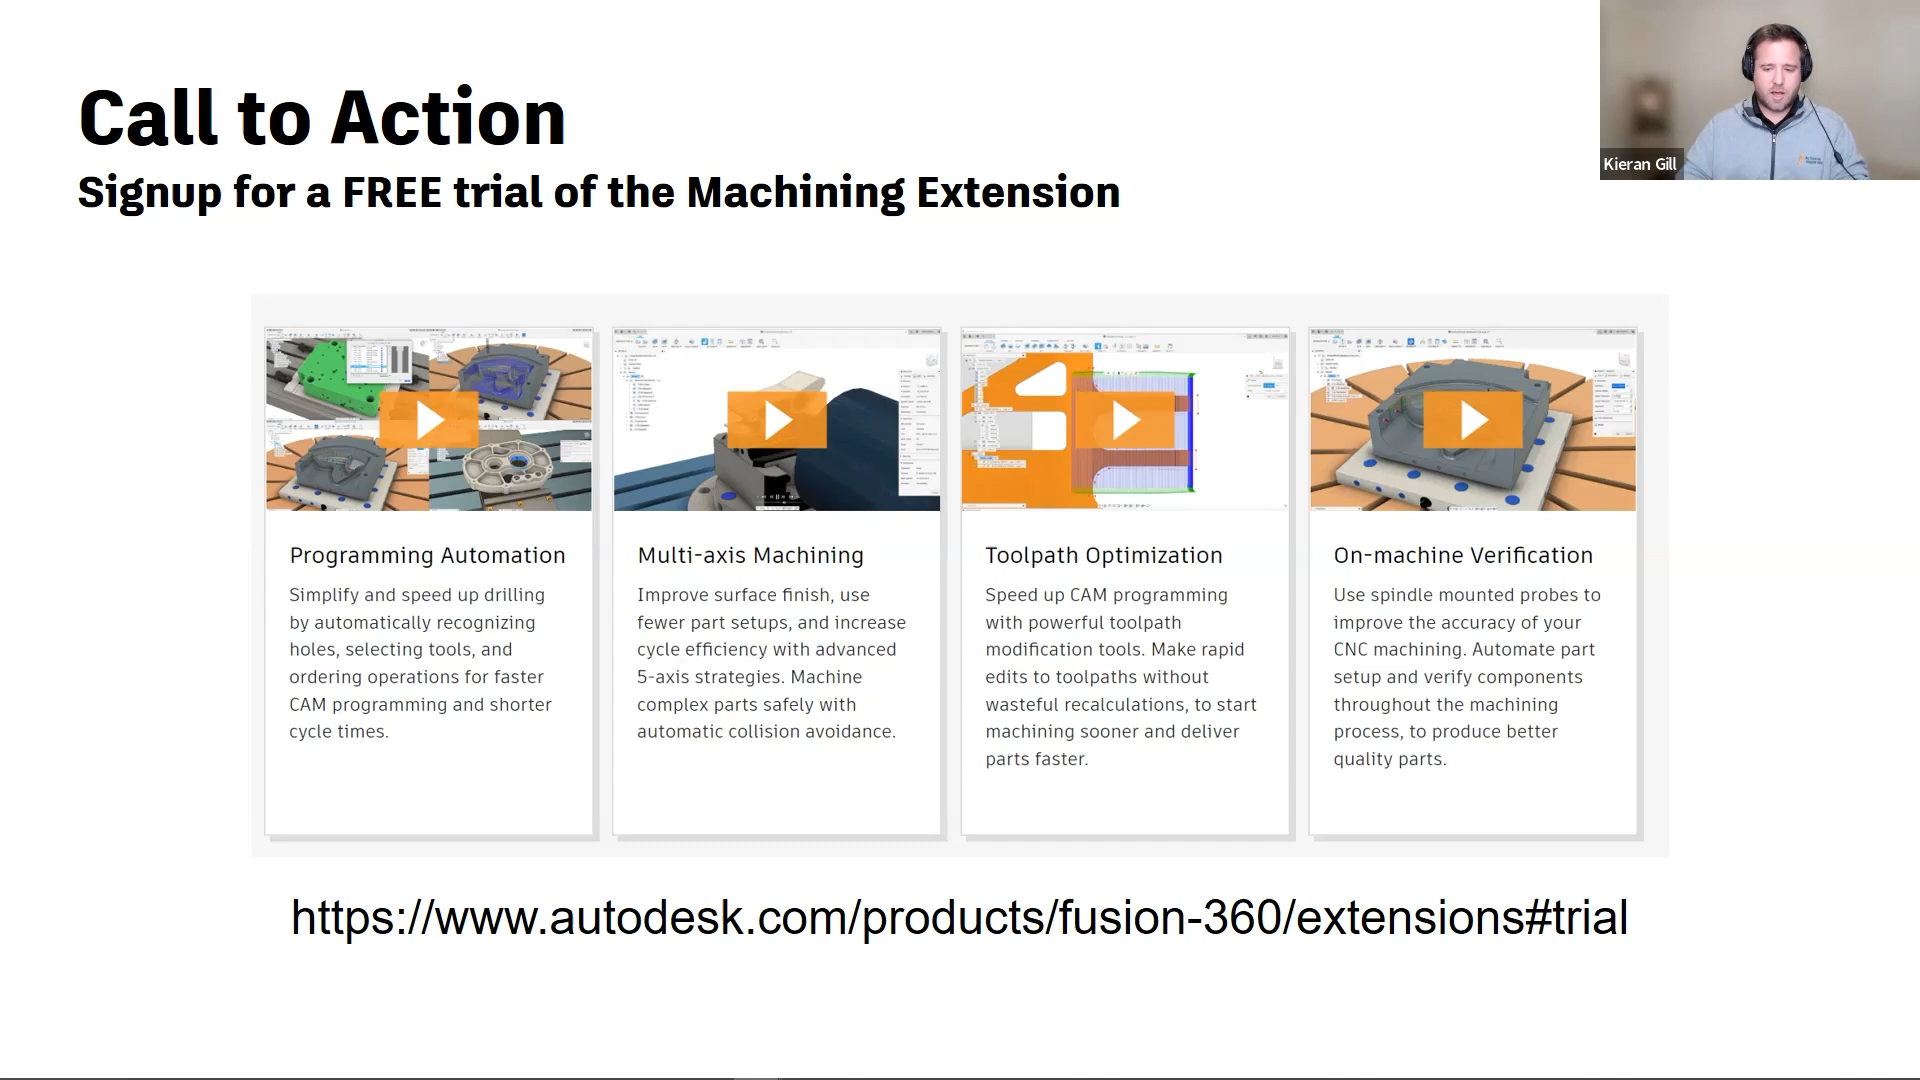 Call to Action
Signup for a FREE trial of the Machining Extension
Kieran Gill
Programming Automation
Simplify and speed up drilling
by automatically recognizing
holes, selecting tools, and
ordering operations for faster
CAM programming and shorter
cycle times.
Multi-axis Machining
Improve surface finish, use
fewer part setups, and increase
cycle efficiency with advanced
5-axis strategies. Machine
complex parts safely with
automatic collision avoidance.
Toolpath Optimization
Speed up CAM programming
with powerful toolpath
modification tools. Make rapid
edits to toolpaths without
wasteful recalculations, to start
machining sooner and deliver
parts faster.
On-machine Verification
Use spindle mounted probes to
improve the accuracy of your
CNC machining. Automate part
setup and verify components
throughout the machining
process, to produce better
quality parts.
https://www.autodesk.com/products/fusion-360/extensions#trial